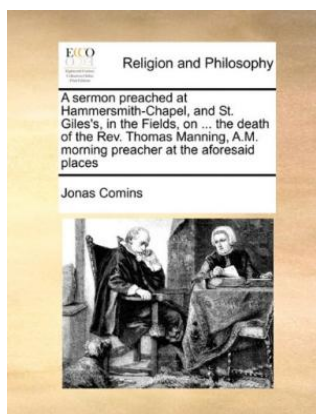 ECCO
Religion and Philosophy
A sermon preached at
Hammersmith-Chapel, and St.
Giles's, in the Fields, on ... the death
of the Rev. Thomas Manning, A.M.
morning preacher at the aforesaid
places
Jonas Comins